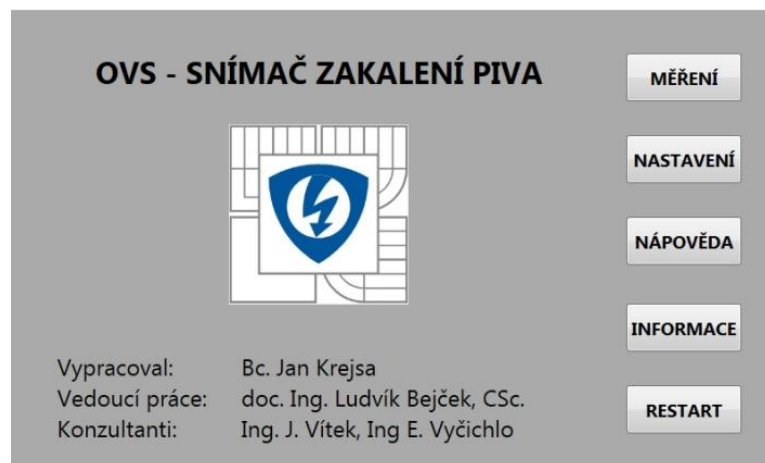 OVS - SNÍMAČ ZAKALENÍ PIVA
MĚŘENÍ
NASTAVENÍ
NÁPOVĚDA
INFORMACE
RESTART
Vypracoval: Bc. Jan Krejsa
Vedoucí práce: doc. Ing. Ludvík Bejček, CSc.
Konzultanti: Ing. J. Vítek, Ing E. Vyčichlo